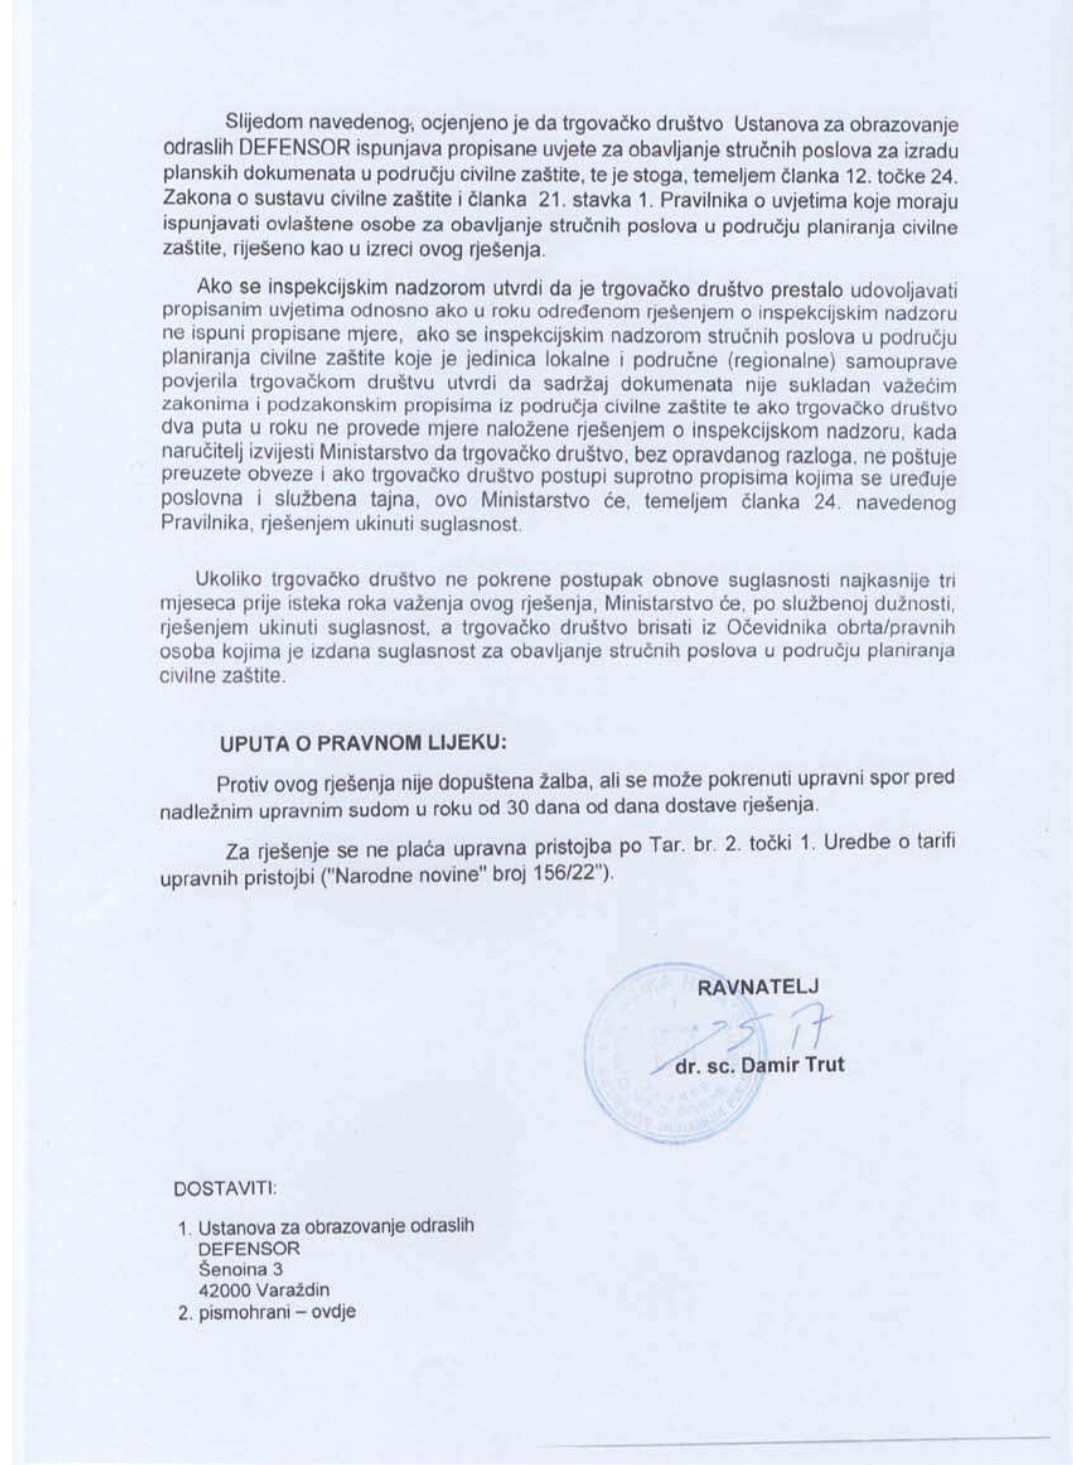 Slijedom navedenog, ocjenjeno je da trgovačko društvo Ustanova za obrazovanje
odraslih DEFENSOR ispunjava propisane uvjete za obavljanje stručnih poslova za izradu
planskih dokumenata u području civilne zaštite, te je stoga, temeljem članka 12. točke 24.
Zakona o sustavu civilne zaštite i članka 21. stavka 1. Pravilnika o uvjetima koje moraju
ispunjavati ovlaštene osobe za obavljanje stručnih poslova u području planiranja civilne
zaštite, riješeno kao u izreci ovog rješenja.
Ako se inspekcijskim nadzorom utvrdi da je trgovačko društvo prestalo udovoljavati
propisanim uvjetima odnosno ako u roku određenom rješenjem o inspekcijskim nadzoru
ne ispuni propisane mjere, ako se inspekcijskim nadzorom stručnih poslova u području
planiranja civilne zaštite koje je jedinica lokalne i područne (regionalne) samouprave
povjerila trgovačkom društvu utvrdi da sadržaj dokumenata nije sukladan važećim
zakonima i podzakonskim propisima iz područja civilne zaštite te ako trgovačko društvo
dva puta u roku ne provede mjere naložene rješenjem o inspekcijskom nadzoru, kada
naručitelj izvijesti Ministarstvo da trgovačko društvo, bez opravdanog razloga, ne poštuje
preuzete obveze i ako trgovačko društvo postupi suprotno propisima kojima se uređuje
poslovna i službena tajna, ovo Ministarstvo će, temeljem članka 24. navedenog
Pravilnika, rješenjem ukinuti suglasnost.
Ukoliko trgovačko društvo ne pokrene postupak obnove suglasnosti najkasnije tri
mjeseca prije isteka roka važenja ovog rješenja, Ministarstvo će, po službenoj dužnosti,
rješenjem ukinuti suglasnost, a trgovačko društvo brisati iz Očevidnika obrta/pravnih
osoba kojima je izdana suglasnost za obavljanje stručnih poslova u području planiranja
civilne zaštite.
UPUTA O PRAVNOM LIJEKU:
Protiv ovog rješenja nije dopuštena žalba, ali se može pokrenuti upravni spor pred
nadležnim upravnim sudom u roku od 30 dana od dana dostave rješenja.
Za rješenje se ne plaća upravna pristojba po Tar. br. 2. točki 1. Uredbe o tarifi
upravnih pristojbi ("Narodne novine" broj 156/22").
RAVNATELJ
dr. sc. Damir Trut
DOSTAVITI:
1. Ustanova za obrazovanje odraslih
DEFENSOR
Šenoina 3
42000 Varaždin
2. pismohrani – ovdje